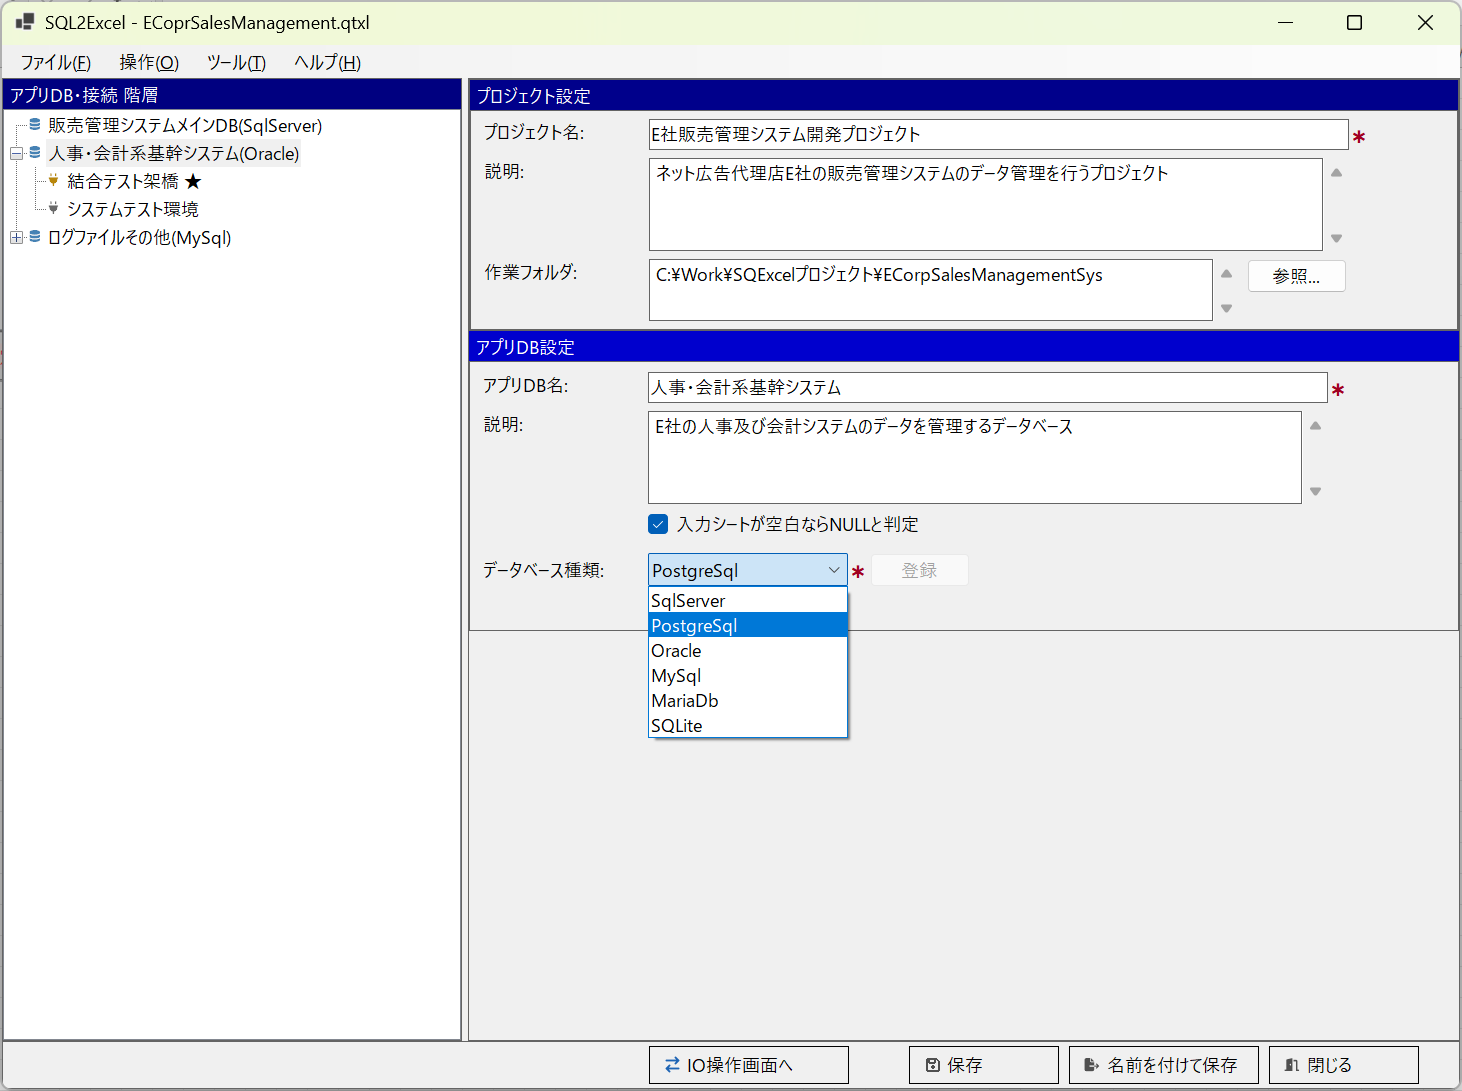 SQL2Excel - ECoprSalesManagement.qtxl
ファイル(F) 操作(O) ツール(T) ヘルプ(H)
アプリDB・接続 階層
販売管理システムメインDB(SqlServer)
人事・会計系基幹システム(Oracle)
結合テスト架橋 ★
システムテスト環境
ログファイルその他(MySql)
プロジェクト設定
プロジェクト名: E社販売管理システム開発プロジェクト *
説明: ネット広告代理店E社の販売管理システムのデータ管理を行うプロジェクト
作業フォルダ: C:¥Work¥SQExcelプロジェクト¥ECorpSalesManagementSys 参照...
アプリDB設定
アプリDB名: 人事・会計系基幹システム *
説明: E社の人事及び会計システムのデータを管理するデータベース
入力シートが空白ならNULLと判定
データベース種類: PostgreSql * 登録
SqlServer
PostgreSql
Oracle
MySql
MariaDb
SQLite
IO操作画面へ 保存 名前を付けて保存 閉じる